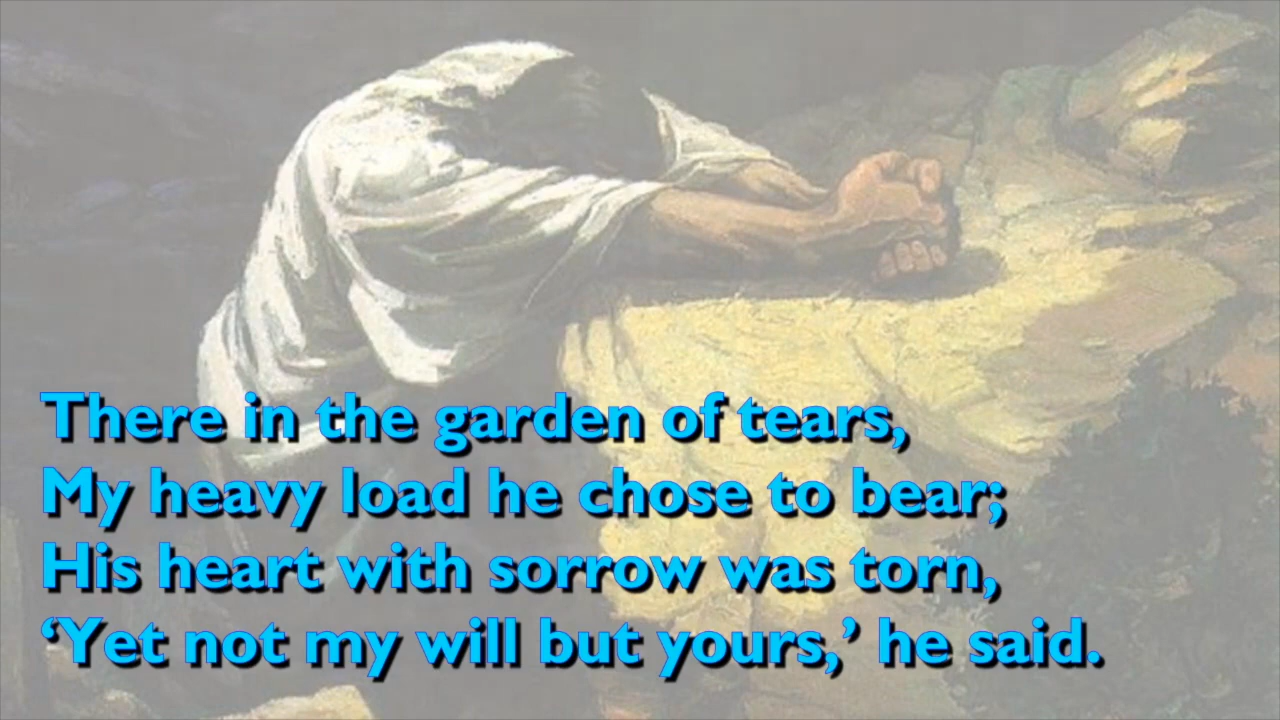 There in the garden of tears,
My heavy load he chose to bear;
His heart with sorrow was torn,
‘Yet not my will but yours,’ he said.